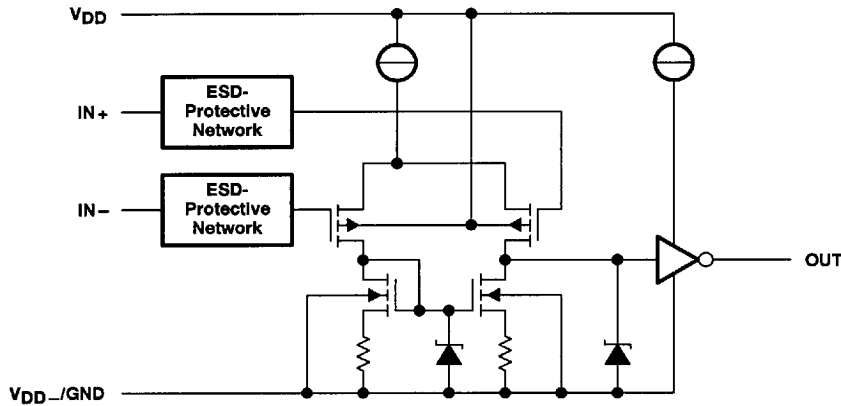 VDD
ESD-
Protective
Network
IN+
ESD-
Protective
Network
IN−
OUT
VDD−/GND